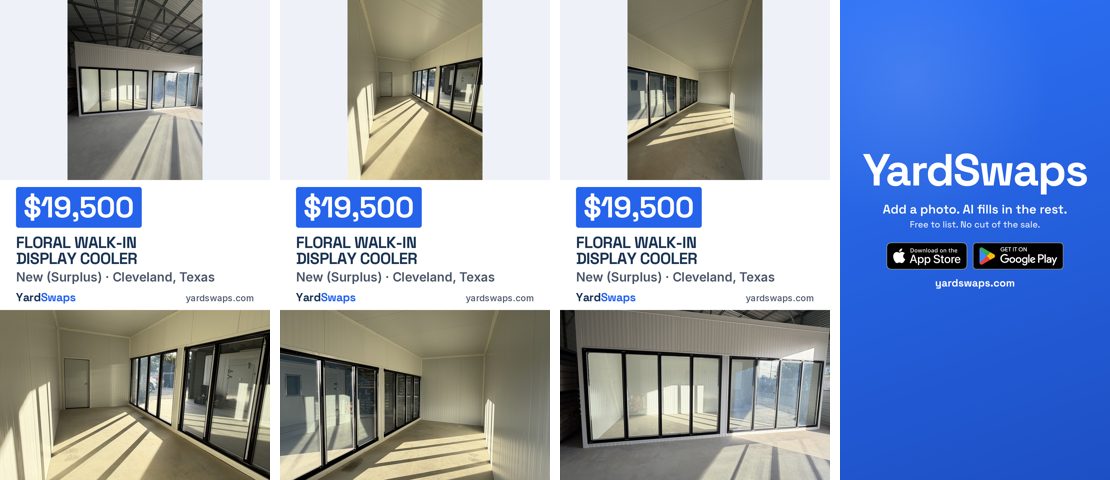 $19,500
FLORAL WALK-IN
DISPLAY COOLER
New (Surplus) · Cleveland, Texas
YardSwaps
yardswaps.com
$19,500
FLORAL WALK-IN
DISPLAY COOLER
New (Surplus) · Cleveland, Texas
YardSwaps
yardswaps.com
$19,500
FLORAL WALK-IN
DISPLAY COOLER
New (Surplus) · Cleveland, Texas
YardSwaps
yardswaps.com
YardSwaps
Add a photo. AI fills in the rest.
Free to list. No cut of the sale.
Download on the
App Store
GET IT ON
Google Play
yardswaps.com